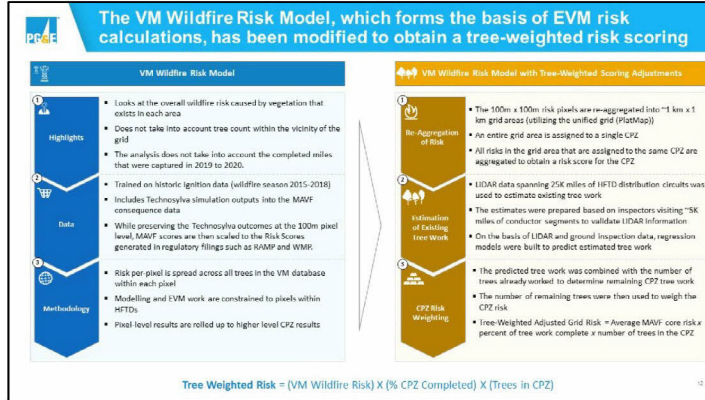 PG&E
The VM Wildfire Risk Model, which forms the basis of EVM risk
calculations, has been modified to obtain a tree-weighted risk scoring
VM Wildfire Risk Model
1
Highlights
▪ Looks at the overall wildfire risk caused by vegetation that
exists in each area
▪ Does not take into account tree count within the vicinity of the
grid
▪ The analysis does not take into account the completed miles
that were captured in 2019 to 2020.
2
Data
▪ Trained on historic ignition data (wildfire season 2015-2018)
▪ Includes Technosylva simulation outputs into the MAVF
consequence data
▪ While preserving the Technosylva outcomes at the 100m pixel
level, MAVF scores are then scaled to the Risk Scores
generated in regulatory filings such as RAMP and WMP.
3
Methodology
▪ Risk per-pixel is spread across all trees in the VM database
within each pixel
▪ Modelling and EVM work are constrained to pixels within
HFTDs
▪ Pixel-level results are rolled up to higher level CPZ results
VM Wildfire Risk Model with Tree-Weighted Scoring Adjustments
1
Re-Aggregation
of Risk
▪ The 100m x 100m risk pixels are re-aggregated into ~1 km x 1
km grid areas (utilizing the unified grid (PlatMap))
▪ An entire grid area is assigned to a single CPZ
▪ All risks in the grid area that are assigned to the same CPZ are
aggregated to obtain a risk score for the CPZ
2
Estimation
of Existing
Tree Work
▪ LIDAR data spanning 25K miles of HFTD distribution circuits was
used to estimate existing tree work
▪ The estimates were prepared based on inspectors visiting ~5K
miles of conductor segments to validate LIDAR information
▪ On the basis of LIDAR and ground inspection data, regression
models were built to predict estimated tree work
3
CPZ Risk
Weighting
▪ The predicted tree work was combined with the number of
trees already worked to determine remaining CPZ tree work
▪ The number of remaining trees were then used to weigh the
CPZ risk
▪ Tree-Weighted Adjusted Grid Risk = Average MAVF core risk x
percent of tree work complete x number of trees in the CPZ
Tree Weighted Risk = (VM Wildfire Risk) X (% CPZ Completed) X (Trees in CPZ)
12